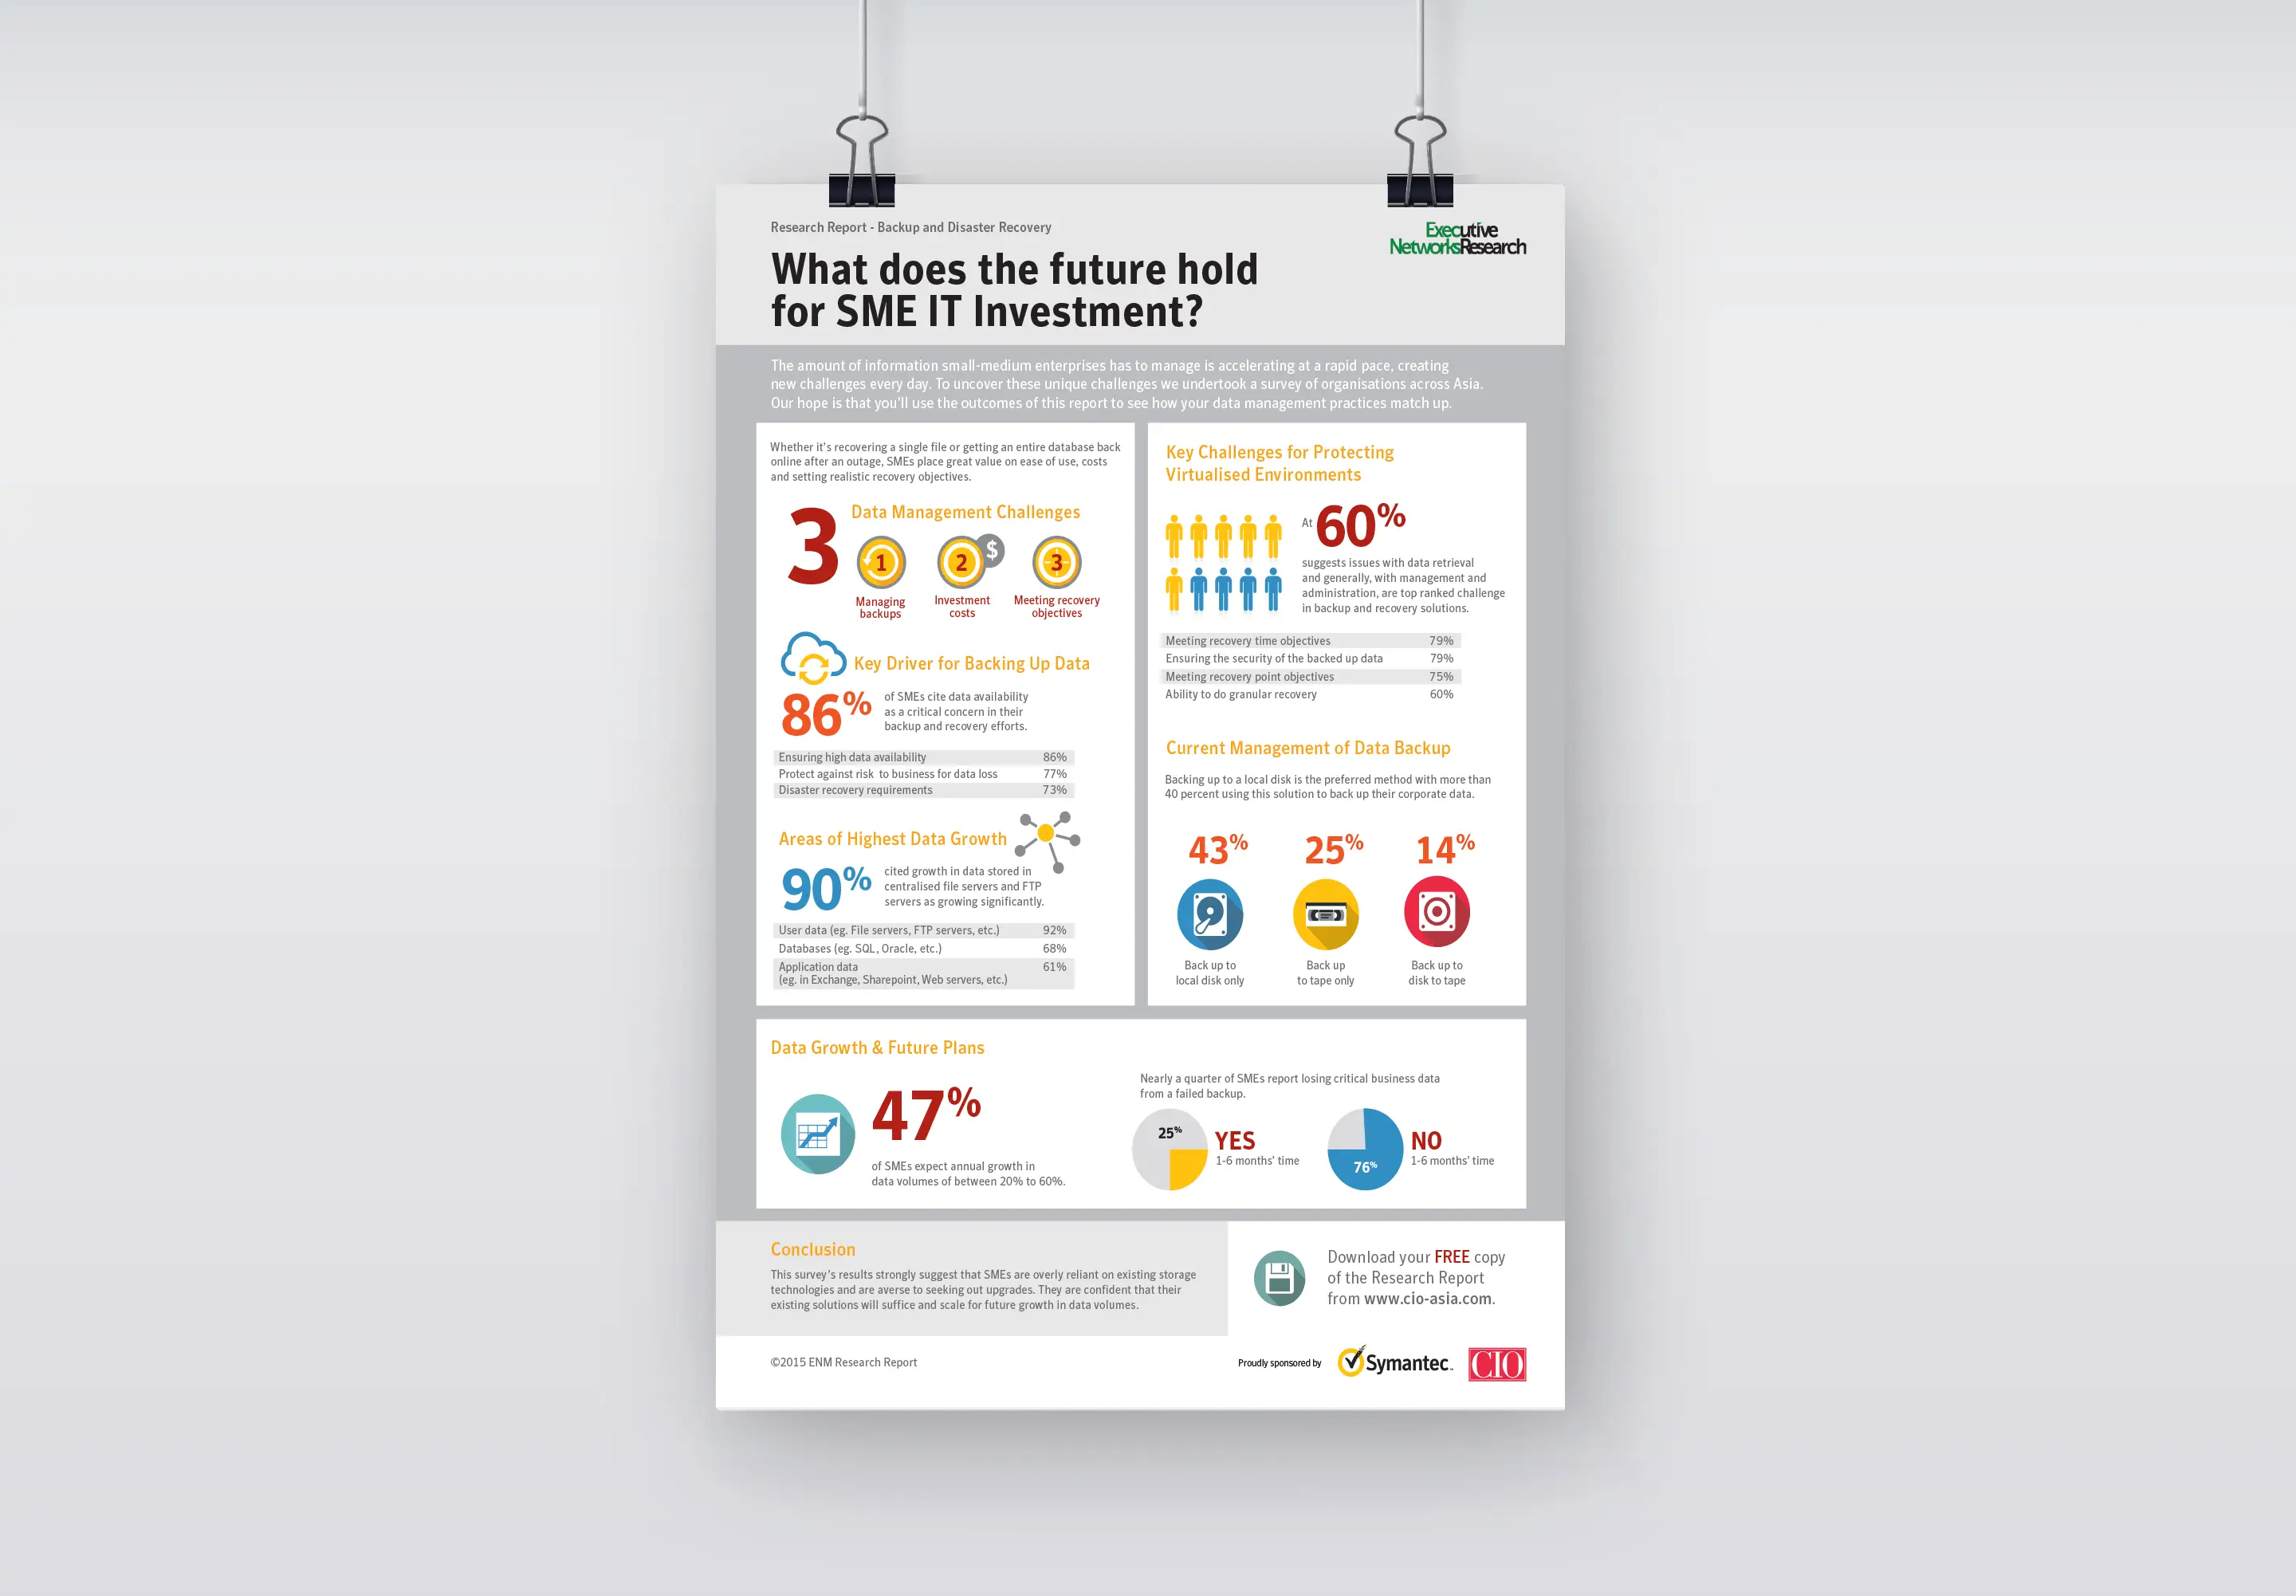 Research Report - Backup and Disaster Recovery
Executive
NetworksResearch
What does the future hold
for SME IT Investment?
The amount of information small-medium enterprises has to manage is accelerating at a rapid pace, creating
new challenges every day. To uncover these unique challenges we undertook a survey of organisations across Asia.
Our hope is that you'll use the outcomes of this report to see how your data management practices match up.
Whether it's recovering a single file or getting an entire database back
online after an outage, SMEs place great value on ease of use, costs
and setting realistic recovery objectives.
3
Data Management Challenges
1
2
$
3
Managing
backups
Investment
costs
Meeting recovery
objectives
Key Driver for Backing Up Data
86%
of SMEs cite data availability
as a critical concern in their
backup and recovery efforts.
Ensuring high data availability 86%
Protect against risk to business for data loss 77%
Disaster recovery requirements 73%
Areas of Highest Data Growth
90%
cited growth in data stored in
centralised file servers and FTP
servers as growing significantly.
User data (eg. File servers, FTP servers, etc.) 92%
Databases (eg. SQL, Oracle, etc.) 68%
Application data 61%
(eg. in Exchange, Sharepoint, Web servers, etc.)
Key Challenges for Protecting
Virtualised Environments
At 60%
suggests issues with data retrieval
and generally, with management and
administration, are top ranked challenge
in backup and recovery solutions.
Meeting recovery time objectives 79%
Ensuring the security of the backed up data 79%
Meeting recovery point objectives 75%
Ability to do granular recovery 60%
Current Management of Data Backup
Backing up to a local disk is the preferred method with more than
40 percent using this solution to back up their corporate data.
43%
25%
14%
Back up to
local disk only
Back up
to tape only
Back up to
disk to tape
Data Growth & Future Plans
47%
of SMEs expect annual growth in
data volumes of between 20% to 60%.
Nearly a quarter of SMEs report losing critical business data
from a failed backup.
25%
YES
1-6 months' time
76%
NO
1-6 months' time
Conclusion
This survey's results strongly suggest that SMEs are overly reliant on existing storage
technologies and are averse to seeking out upgrades. They are confident that their
existing solutions will suffice and scale for future growth in data volumes.
Download your FREE copy
of the Research Report
from www.cio-asia.com.
©2015 ENM Research Report
Proudly sponsored by
Symantec™
CIO